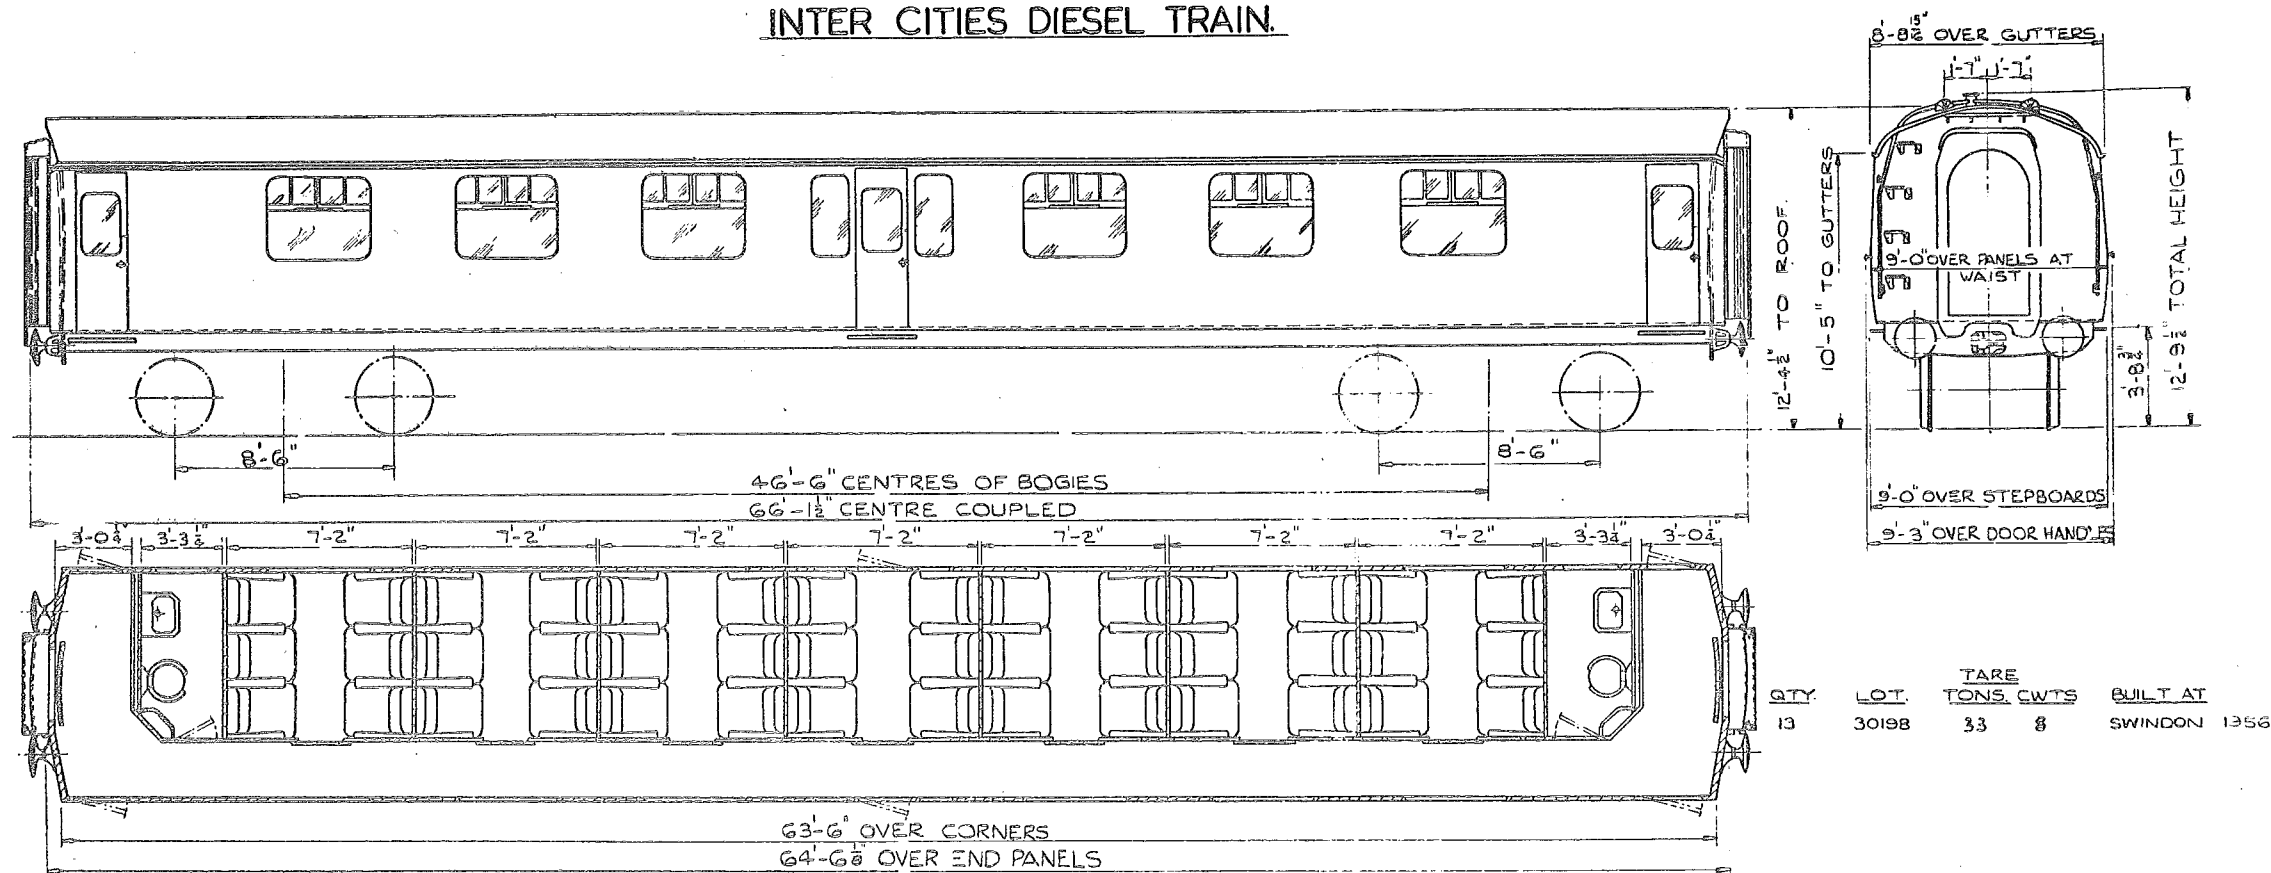 INTER CITIES DIESEL TRAIN.
8'-8 15/16" OVER GUTTERS
1'-7" 1'-7"
12'-4 1/2" TO ROOF.
10'-5" TO GUTTERS
9'-0" OVER PANELS AT
WAIST
3'-8 3/4"
12'-9 1/2" TOTAL HEIGHT
8'-6"
8'-6"
46'-6" CENTRES OF BOGIES
66'-1 1/2" CENTRE COUPLED
9'-0" OVER STEPBOARDS
9'-3" OVER DOOR HANDLES
3'-0 1/4" 3'-3 1/4" 7'-2" 7'-2" 7'-2" 7'-2" 7'-2" 7'-2" 7'-2" 3'-3 1/4" 3'-0 1/4"
TARE
QTY. LOT. TONS. CWTS BUILT AT
13 30198 33 8 SWINDON 1956
63'-6" OVER CORNERS
64'-6 1/8" OVER END PANELS